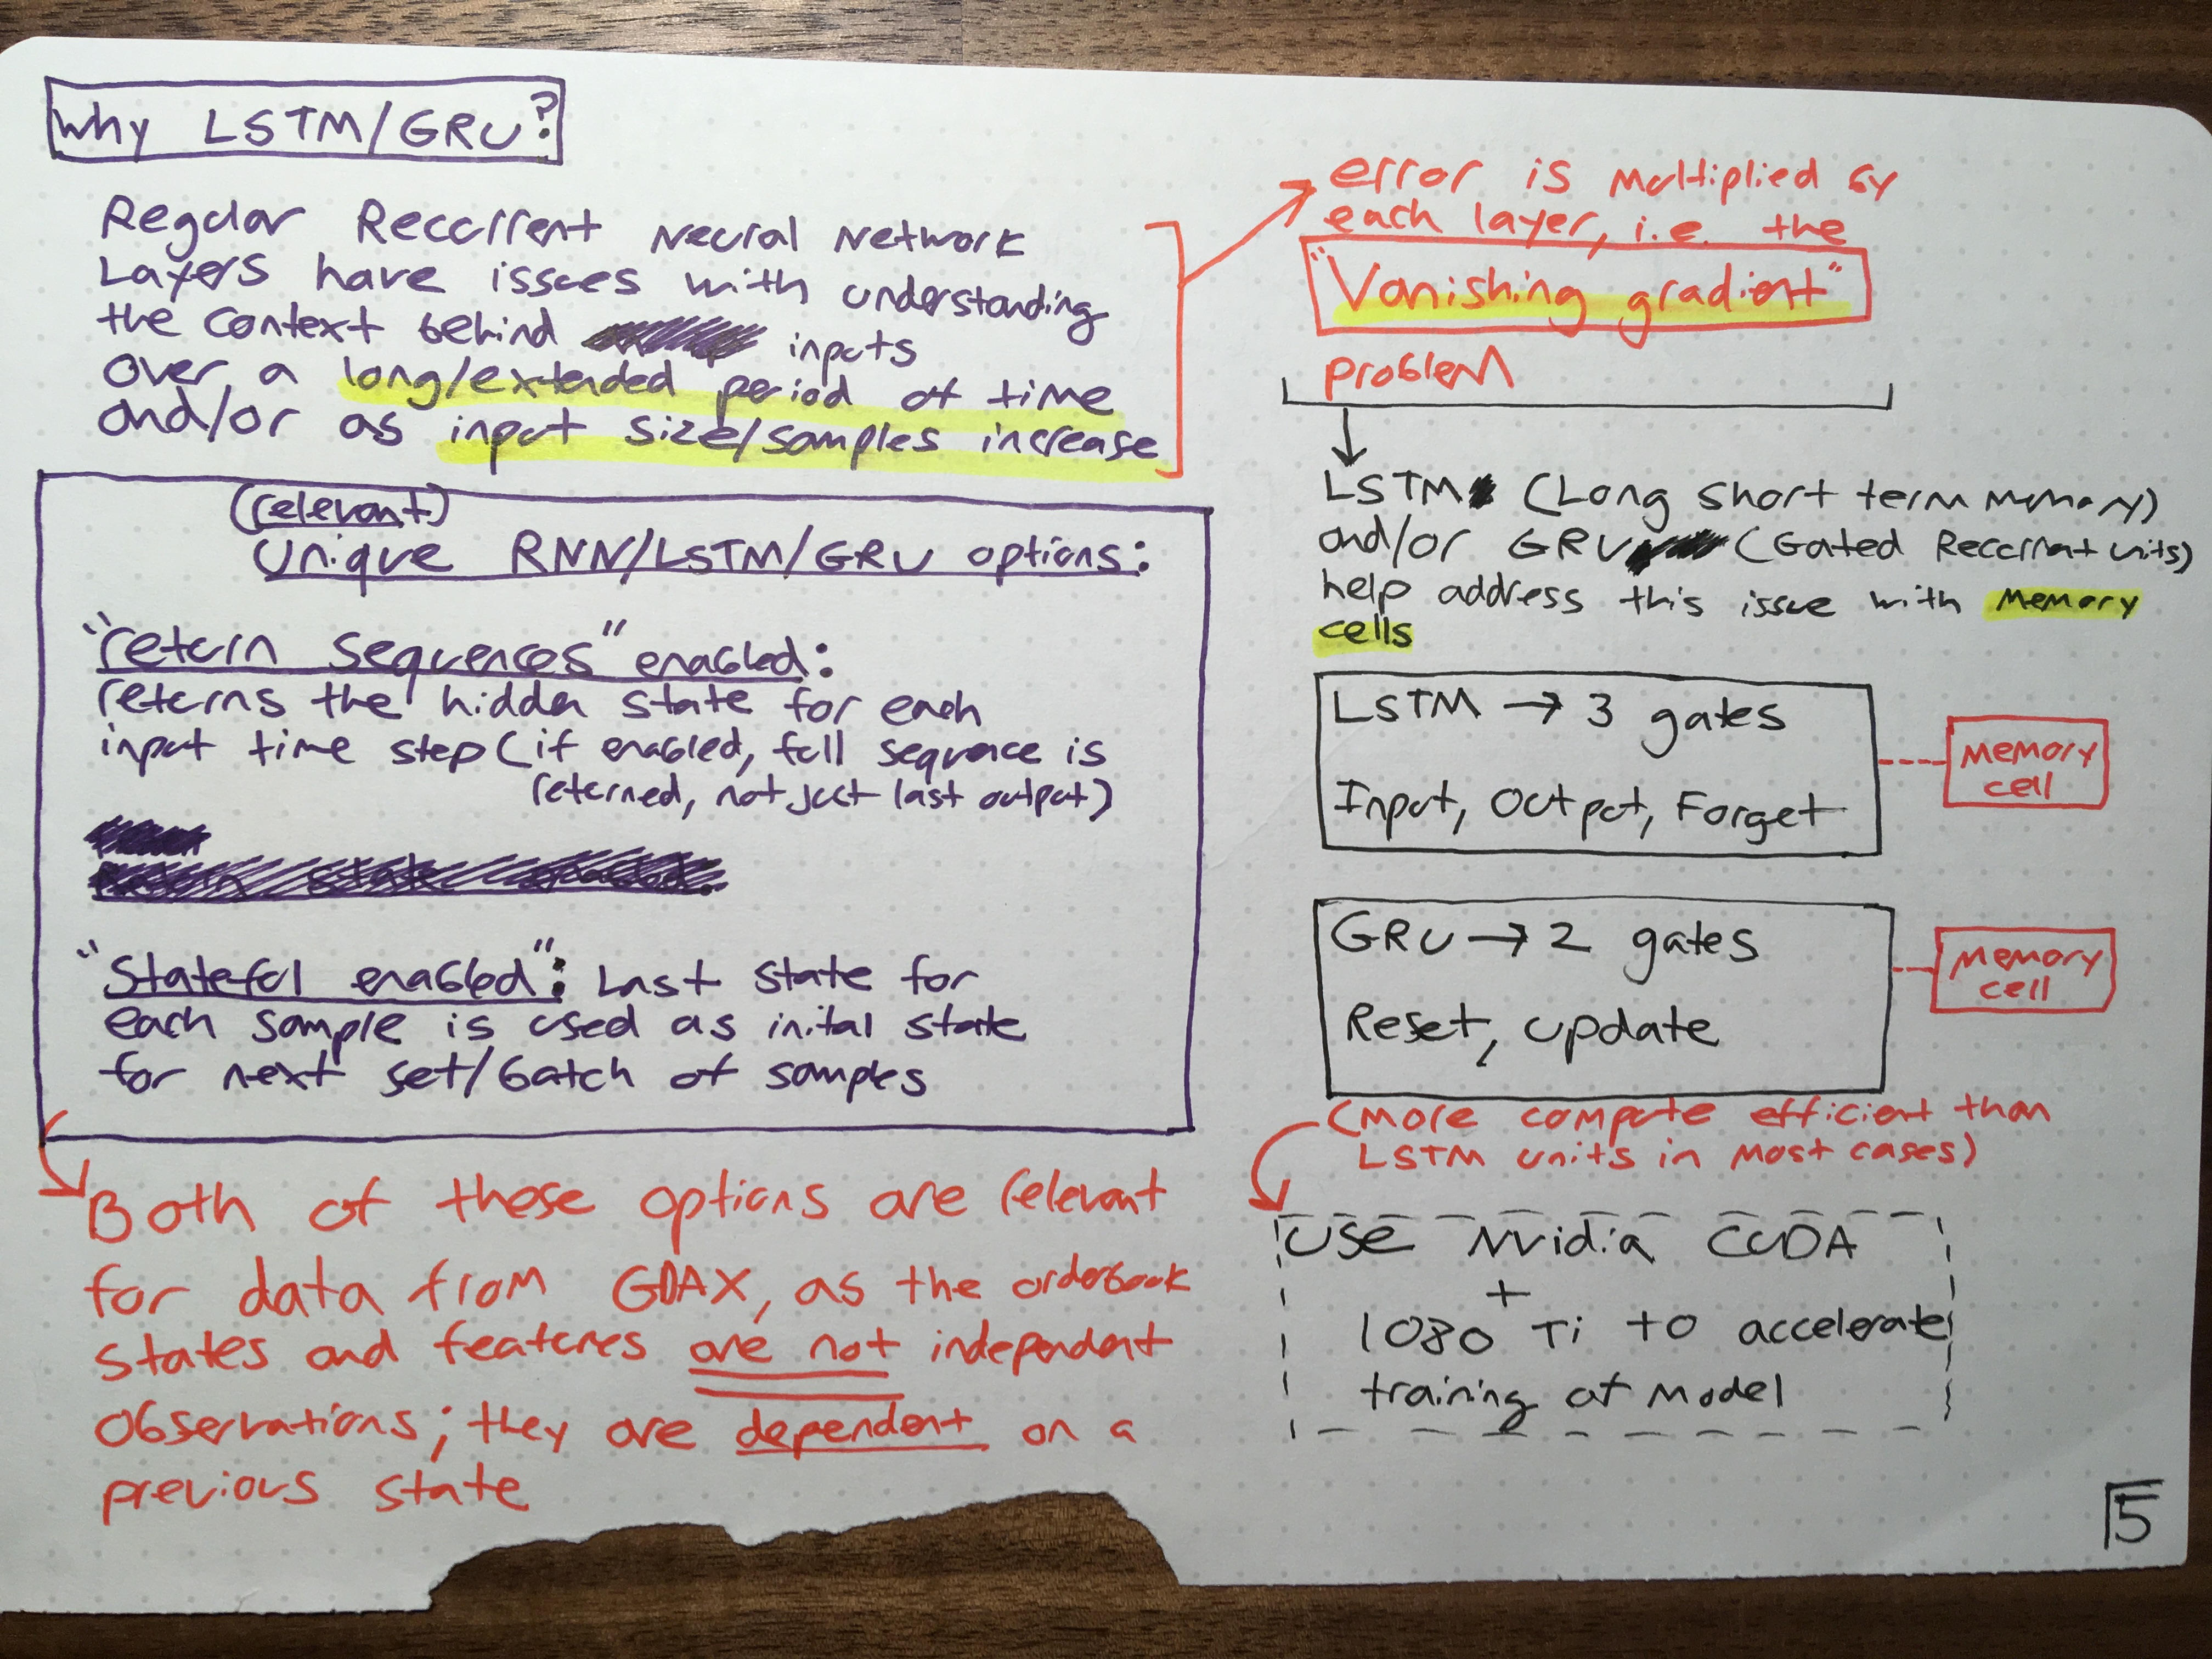 Why LSTM/GRU?
Regular Recurrent Neural Network
Layers have issues with understanding
the context behind inputs
over a long/extended period of time
and/or as input size/samples increase
(relevant)
Unique RNN/LSTM/GRU options:
"return sequences" enabled:
returns the hidden state for each
input time step (if enabled, full sequence is
returned, not just last output)
"Stateful enabled": Last state for
each sample is used as inital state
for next set/batch of samples
Both of these options are relevant
for data from GDAX, as the orderbook
states and features are not independent
observations; they are dependent on a
previous state
error is multiplied by
each layer, i.e. the
"Vanishing gradient"
problem
LSTM (Long short term memory)
and/or GRU (Gated Recurrent Units)
help address this issue with memory
cells
LSTM → 3 gates
Input, Output, Forget
memory
cell
GRU → 2 gates
Reset, update
memory
cell
(more compute efficient than
LSTM units in most cases)
Use Nvidia CUDA
+
1080 Ti to accelerate
training of model
5